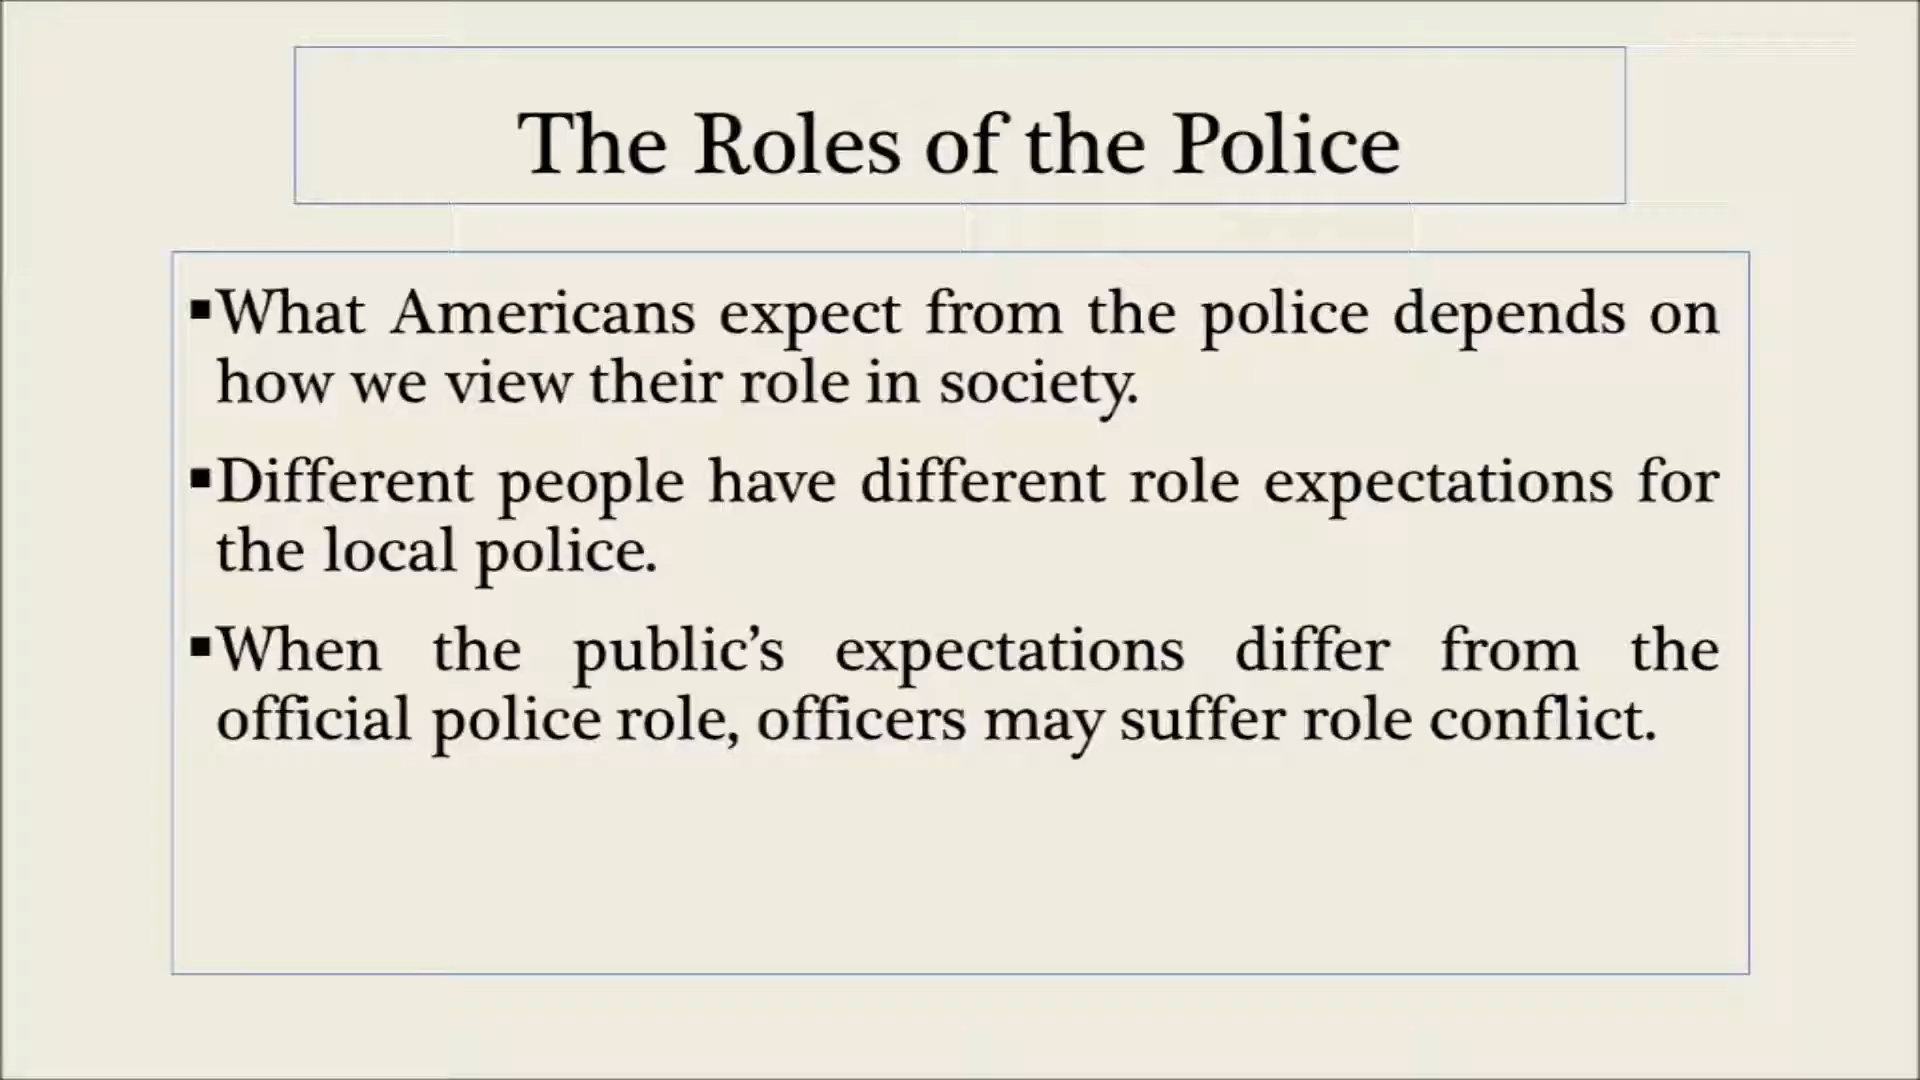 The Roles of the Police
▪What Americans expect from the police depends on
how we view their role in society.
▪Different people have different role expectations for
the local police.
▪When the public’s expectations differ from the
official police role, officers may suffer role conflict.